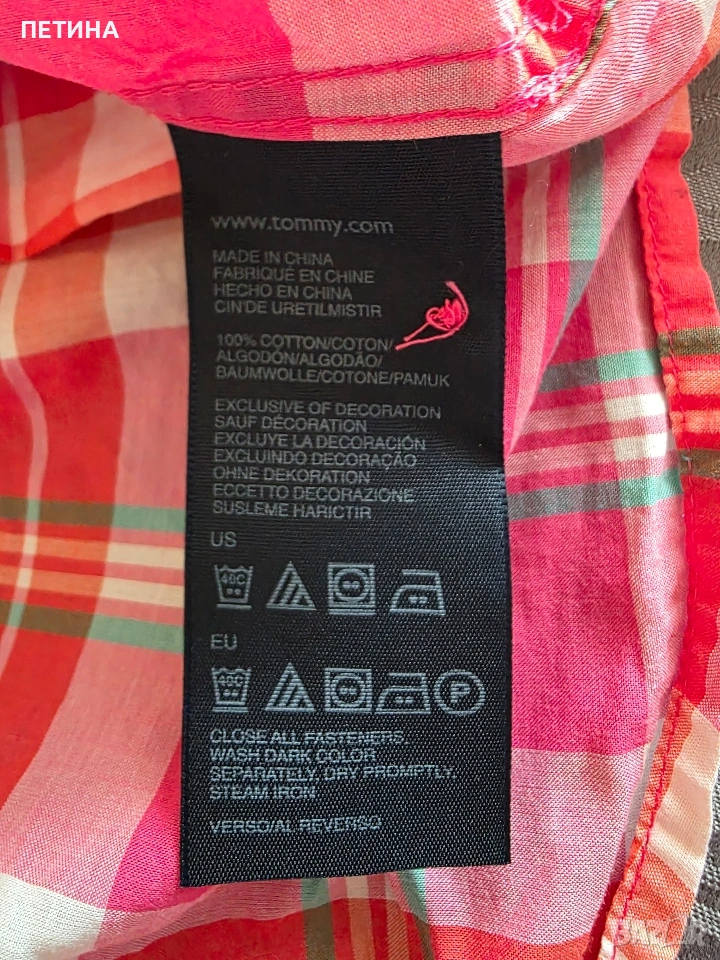 ПЕТИНА
www.tommy.com
MADE IN CHINA
FABRIQUÉ EN CHINE
HECHO EN CHINA
CIN'DE URETILMISTIR
100% COTTON/COTON/
ALGODÓN/ALGODÃO/
BAUMWOLLE/COTONE/PAMUK
EXCLUSIVE OF DECORATION
SAUF DÉCORATION
EXCLUYE LA DECORACIÓN
EXCLUINDO DECORAÇÃO
OHNE DEKORATION
ECCETTO DECORAZIONE
SUSLEME HARICTIR
US
40C
EU
40C P
CLOSE ALL FASTENERS,
WASH DARK COLOR
SEPARATELY, DRY PROMPTLY,
STEAM IRON
VERSO/AL REVERSO